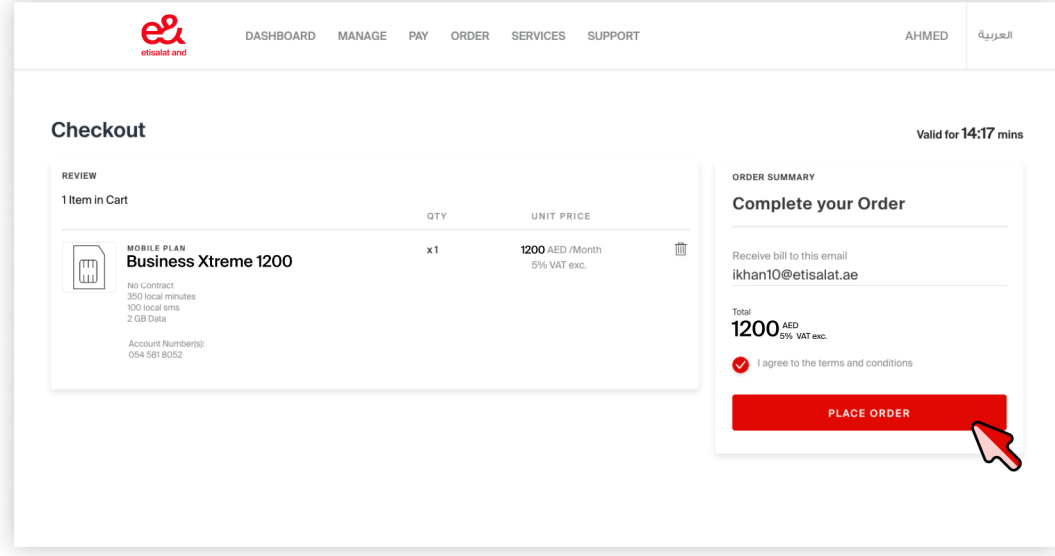 e&
etisalat and
DASHBOARD MANAGE PAY ORDER SERVICES SUPPORT
AHMED
العربية
Checkout
Valid for 14:17 mins
REVIEW
1 Item in Cart
QTY UNIT PRICE
MOBILE PLAN
Business Xtreme 1200
x 1
1200 AED /Month
5% VAT exc.
No Contract
350 local minutes
100 local sms
2 GB Data
Account Number(s):
054 581 8052
ORDER SUMMARY
Complete your Order
Receive bill to this email
ikhan10@etisalat.ae
Total
1200 AED
5% VAT exc.
I agree to the terms and conditions
PLACE ORDER